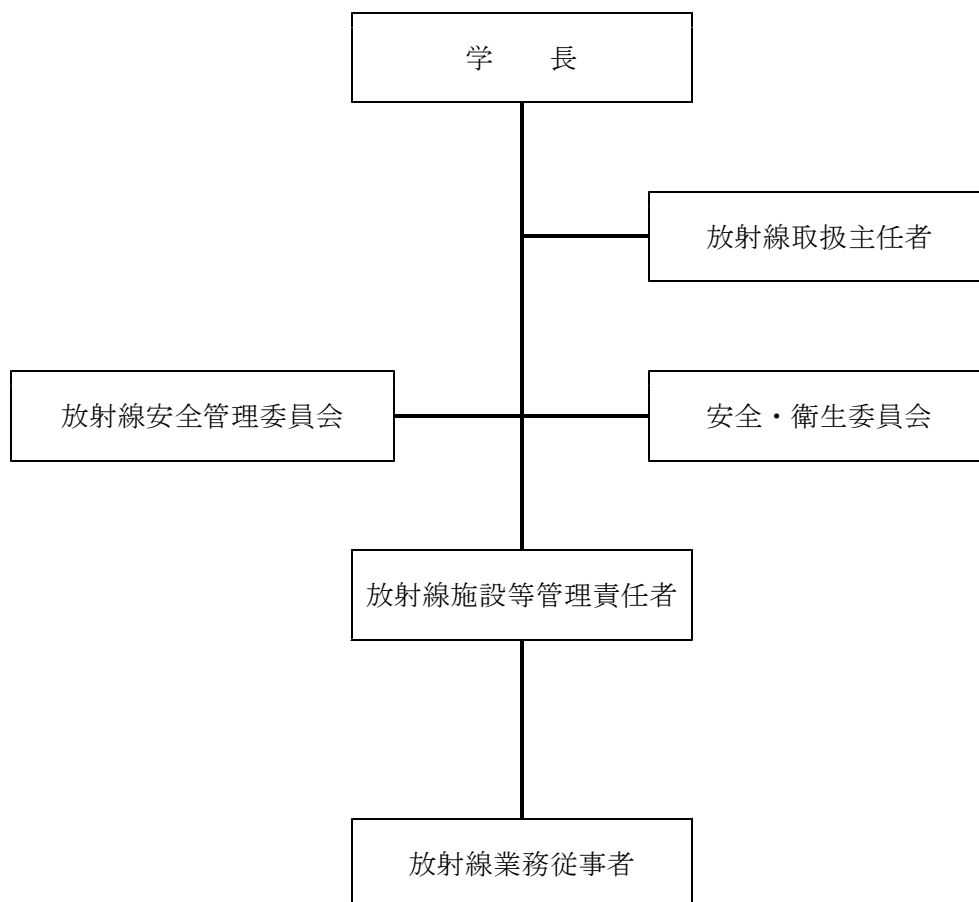 学　　長
放射線取扱主任者
放射線安全管理委員会
安全・衛生委員会
放射線施設等管理責任者
放射線業務従事者